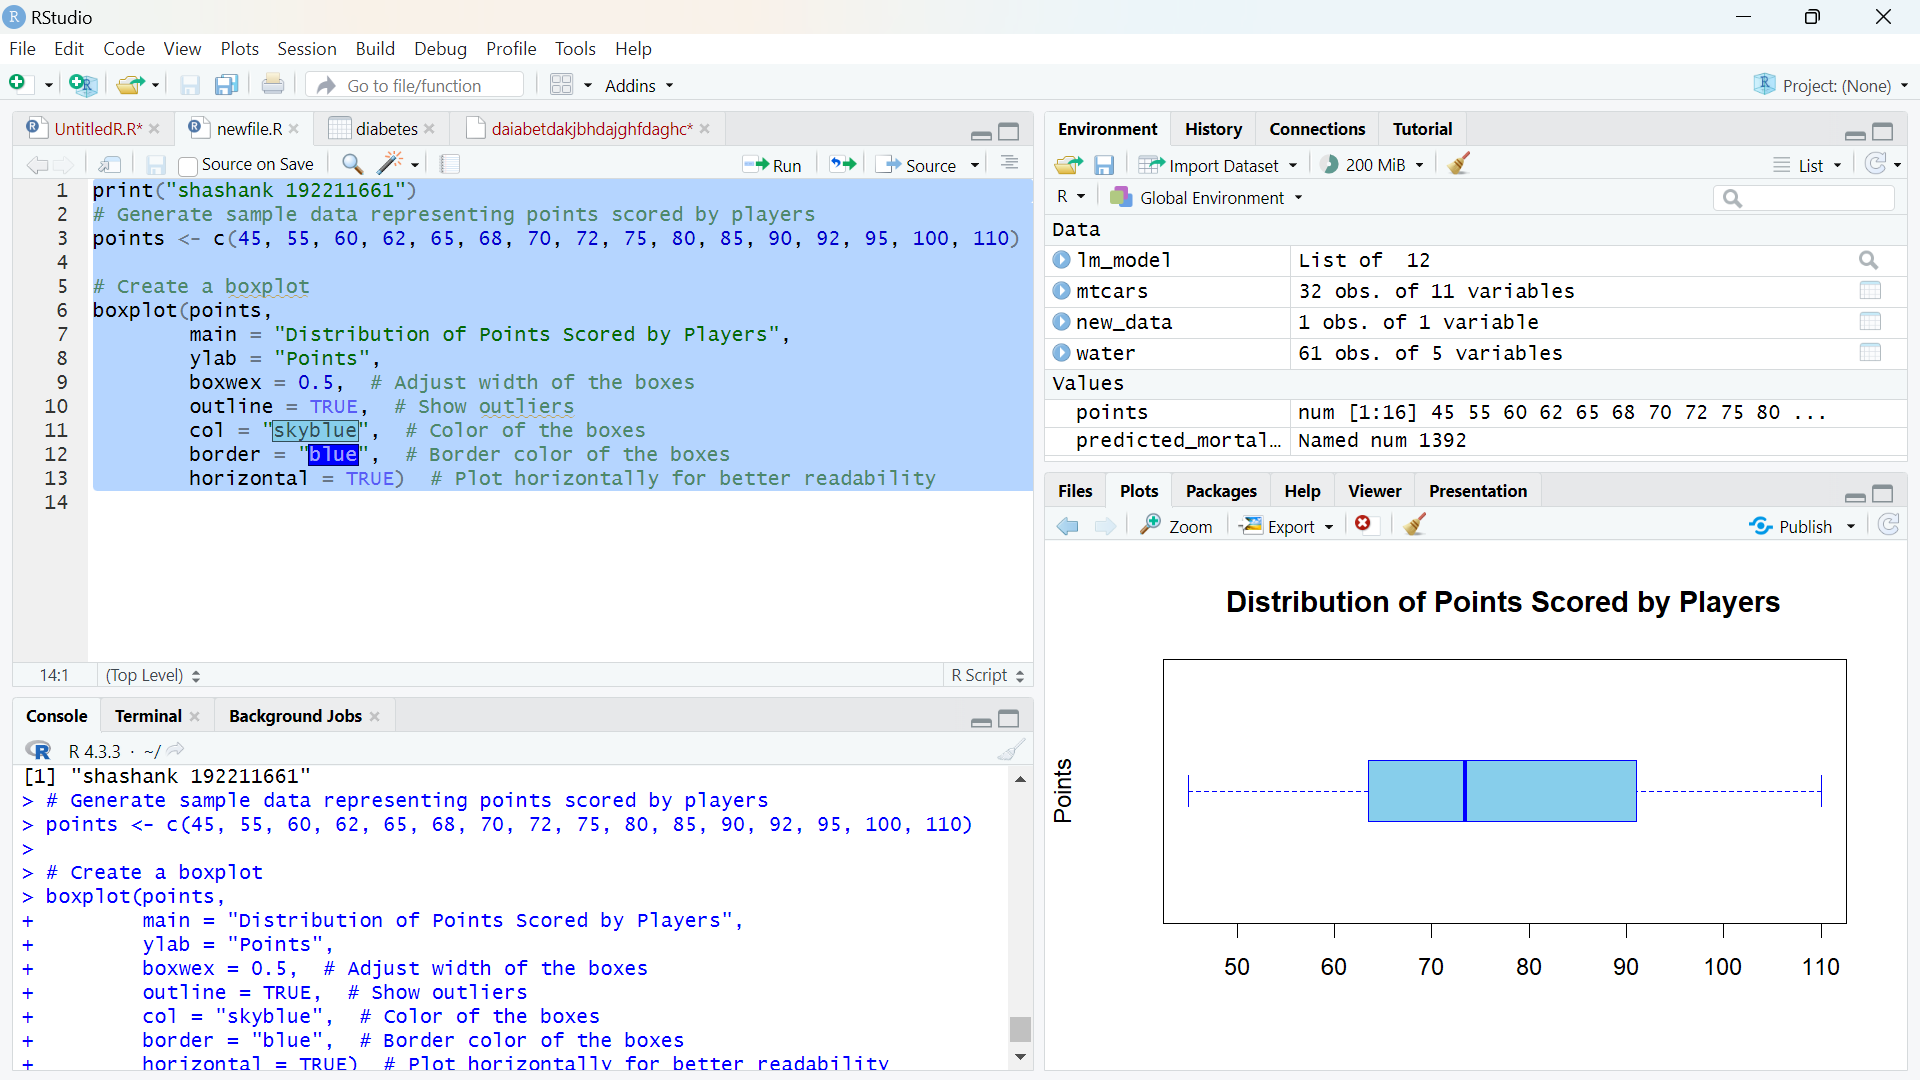 RStudio
File Edit Code View Plots Session Build Debug Profile Tools Help
Go to file/function Addins Project: (None)
UntitledR.R* newfile.R diabetes daiabetdakjbhdajghfdaghc*
Source on Save Run Source
1 print("shashank 192211661")
2 # Generate sample data representing points scored by players
3 points <- c(45, 55, 60, 62, 65, 68, 70, 72, 75, 80, 85, 90, 92, 95, 100, 110)
4
5 # Create a boxplot
6 boxplot(points,
7 main = "Distribution of Points Scored by Players",
8 ylab = "Points",
9 boxwex = 0.5, # Adjust width of the boxes
10 outline = TRUE, # Show outliers
11 col = "skyblue", # Color of the boxes
12 border = "blue", # Border color of the boxes
13 horizontal = TRUE) # Plot horizontally for better readability
14
14:1 (Top Level) R Script
Console Terminal Background Jobs
R 4.3.3 · ~/
[1] "shashank 192211661"
> # Generate sample data representing points scored by players
> points <- c(45, 55, 60, 62, 65, 68, 70, 72, 75, 80, 85, 90, 92, 95, 100, 110)
>
> # Create a boxplot
> boxplot(points,
+ main = "Distribution of Points Scored by Players",
+ ylab = "Points",
+ boxwex = 0.5, # Adjust width of the boxes
+ outline = TRUE, # Show outliers
+ col = "skyblue", # Color of the boxes
+ border = "blue", # Border color of the boxes
+ horizontal = TRUE) # Plot horizontally for better readability
Environment History Connections Tutorial
Import Dataset 200 MiB List
R Global Environment
Data
lm_model List of 12
mtcars 32 obs. of 11 variables
new_data 1 obs. of 1 variable
water 61 obs. of 5 variables
Values
points num [1:16] 45 55 60 62 65 68 70 72 75 80 ...
predicted_mortal... Named num 1392
Files Plots Packages Help Viewer Presentation
Zoom Export Publish
Distribution of Points Scored by Players
Points
50 60 70 80 90 100 110